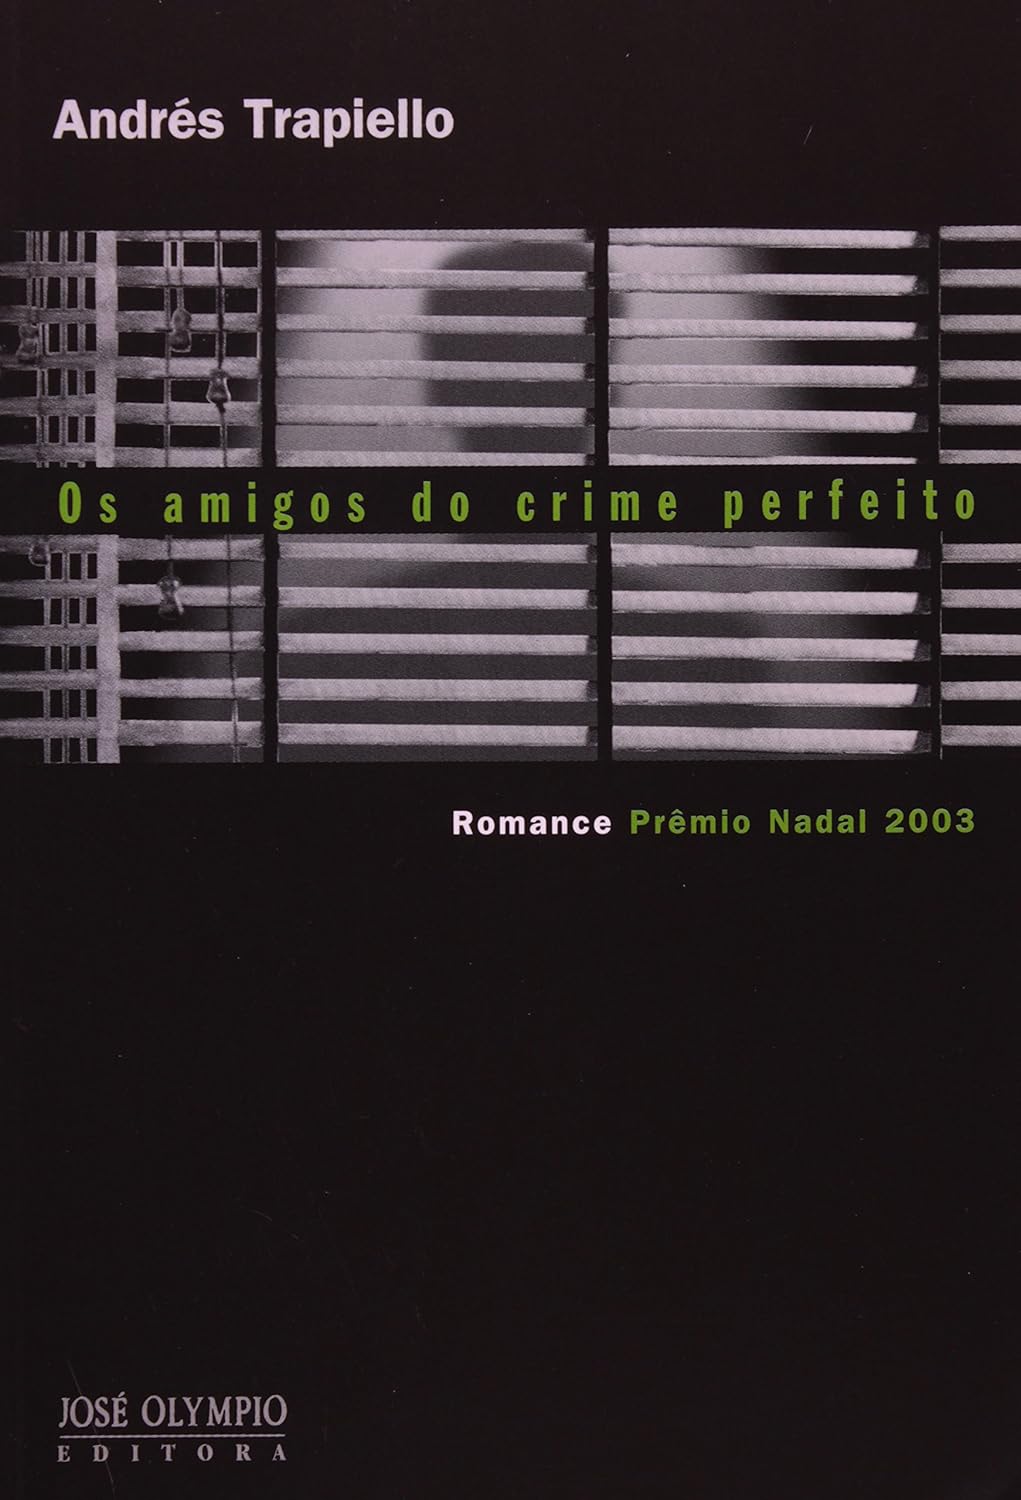 Andrés Trapiello
Os amigos do crime perfeito
Romance Prêmio Nadal 2003
JOSÉ OLYMPIO
EDITORA